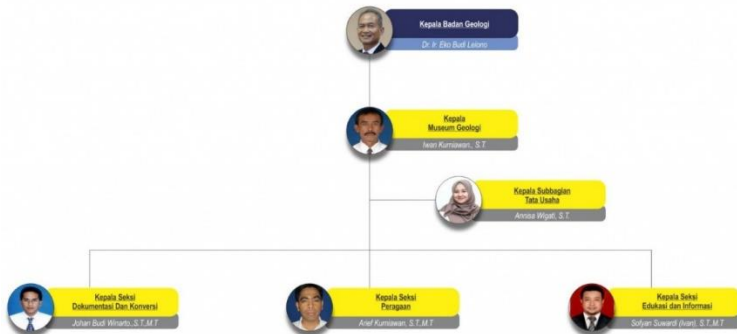 Kepala Badan Geologi
Dr. Ir. Eko Budi Lelono
Kepala
Museum Geologi
Iwan Kurniawan., S.T.
Kepala Subbagian
Tata Usaha
Annisa Wigati, S.T.
Kepala Seksi
Dokumentasi Dan Konversi
Johan Budi Winarto.,S.T.,M.T
Kepala Seksi
Peragaan
Arief Kurniawan, S.T.,M.T
Kepala Seksi
Edukasi dan Informasi
Sofyan Suwardi (Ivan), S.T.,M.T